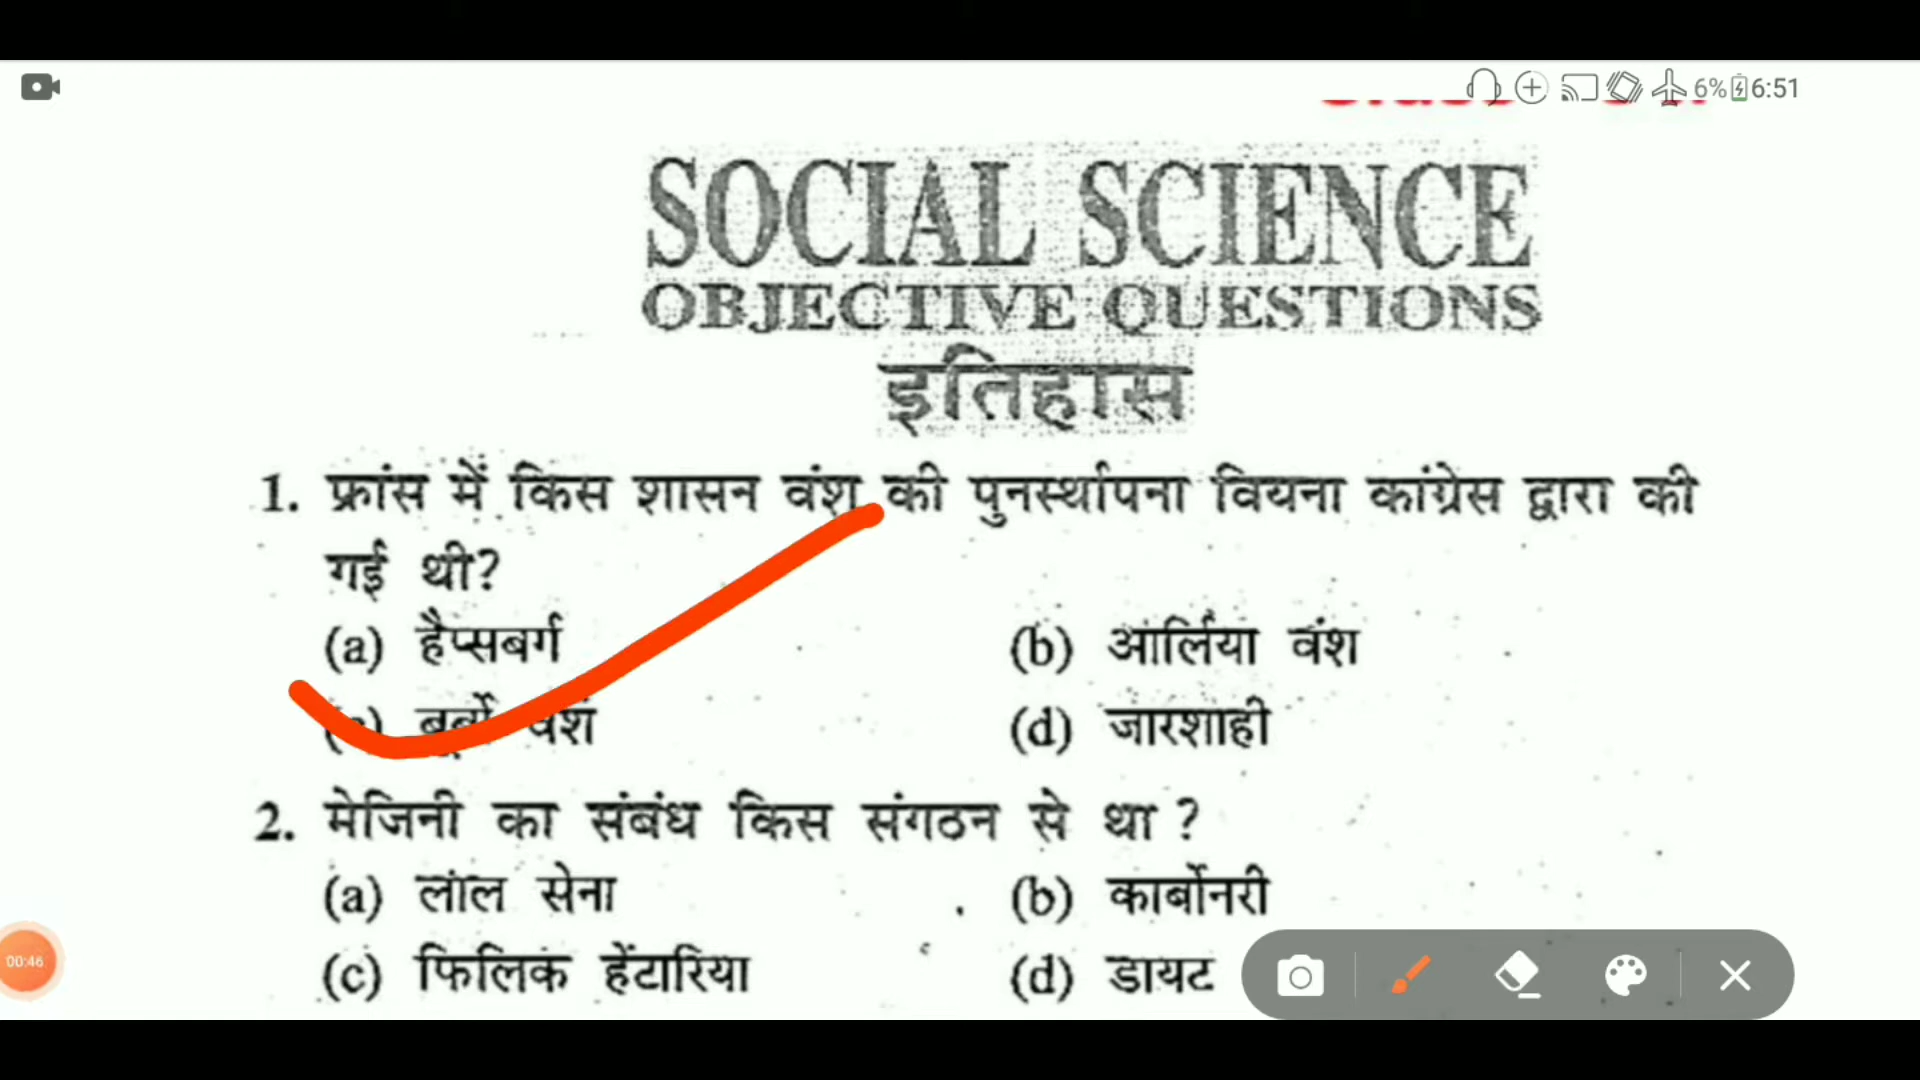 6% 6:51
SOCIAL SCIENCE
OBJECTIVE QUESTIONS
इतिहास
1. फ्रांस में किस शासन वंश की पुनर्स्थापना वियना कांग्रेस द्वारा की
गई थी?
(a) हैप्सबर्ग (b) आर्लिया वंश
(c) बूर्बो वंश (d) जारशाही
2. मेजिनी का संबंध किस संगठन से था ?
(a) लाल सेना (b) कार्बोनरी
(c) फिलिक हेंटारिया (d) डायट
00:46